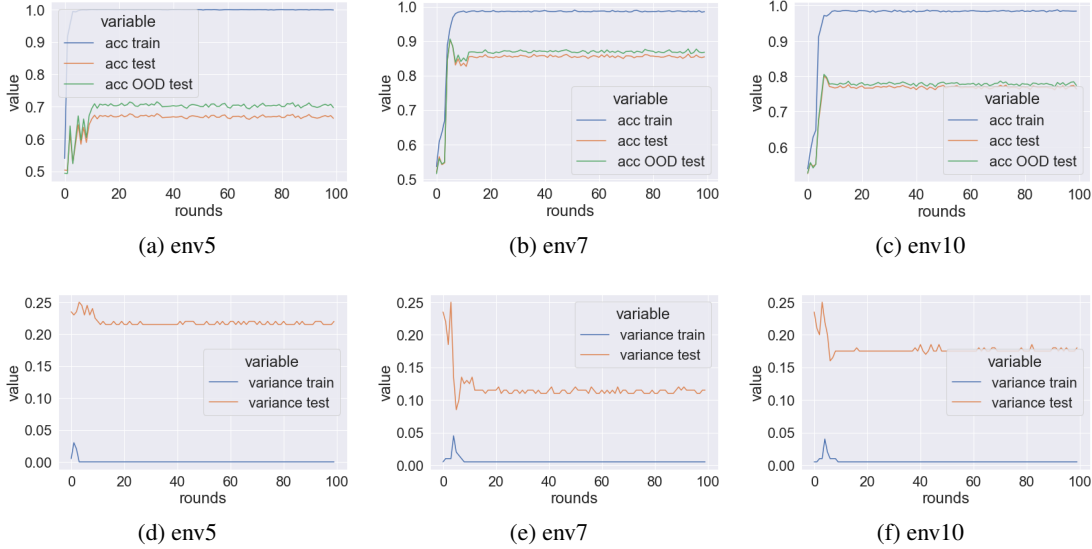 1.0
0.9
0.8
0.7
0.6
0.5
value
variable
acc train
acc test
acc OOD test
0 20 40 60 80 100
rounds
(a) env5
1.0
0.9
0.8
0.7
0.6
0.5
value
variable
acc train
acc test
acc OOD test
0 20 40 60 80 100
rounds
(b) env7
1.0
0.9
0.8
0.7
0.6
value
variable
acc train
acc test
acc OOD test
0 20 40 60 80 100
rounds
(c) env10
0.25
0.20
0.15
0.10
0.05
0.00
value
variable
variance train
variance test
0 20 40 60 80 100
rounds
(d) env5
0.25
0.20
0.15
0.10
0.05
0.00
value
variable
variance train
variance test
0 20 40 60 80 100
rounds
(e) env7
0.25
0.20
0.15
0.10
0.05
0.00
value
variable
variance train
variance test
0 20 40 60 80 100
rounds
(f) env10